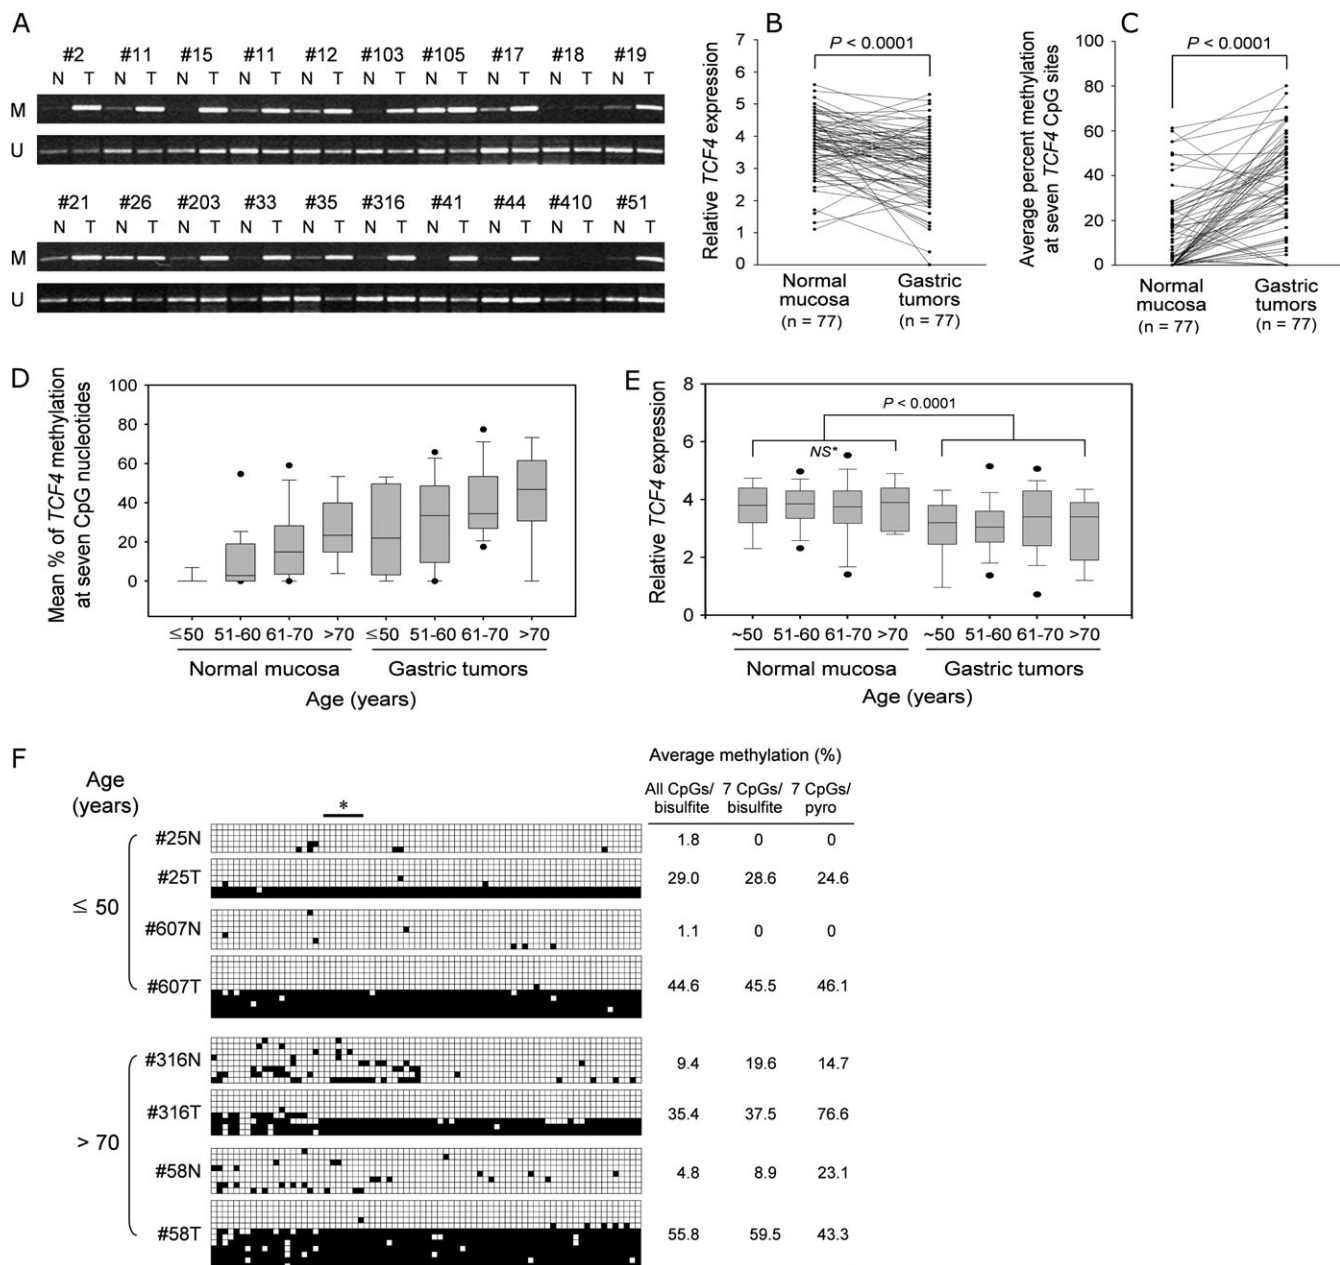 A
#2 #11 #15 #11 #12 #103 #105 #17 #18 #19
N T N T N T N T N T N T N T N T N T N T
M
U
#21 #26 #203 #33 #35 #316 #41 #44 #410 #51
N T N T N T N T N T N T N T N T N T N T
M
U
B
P < 0.0001
Relative TCF4 expression
7
6
5
4
3
2
1
0
Normal mucosa (n = 77)
Gastric tumors (n = 77)
C
P < 0.0001
Average percent methylation
at seven TCF4 CpG sites
100
80
60
40
20
0
Normal mucosa (n = 77)
Gastric tumors (n = 77)
D
Mean % of TCF4 methylation
at seven CpG nucleotides
100
80
60
40
20
0
≤50 51-60 61-70 >70 ≤50 51-60 61-70 >70
Normal mucosa Gastric tumors
Age (years)
E
Relative TCF4 expression
8
6
4
2
0
P < 0.0001
NS*
~50 51-60 61-70 >70 ~50 51-60 61-70 >70
Normal mucosa Gastric tumors
Age (years)
F
Average methylation (%)
Age
(years)
*
All CpGs/ 7 CpGs/ 7 CpGs/
bisulfite bisulfite pyro
#25N 1.8 0 0
#25T 29.0 28.6 24.6
≤ 50
#607N 1.1 0 0
#607T 44.6 45.5 46.1
#316N 9.4 19.6 14.7
#316T 35.4 37.5 76.6
> 70
#58N 4.8 8.9 23.1
#58T 55.8 59.5 43.3